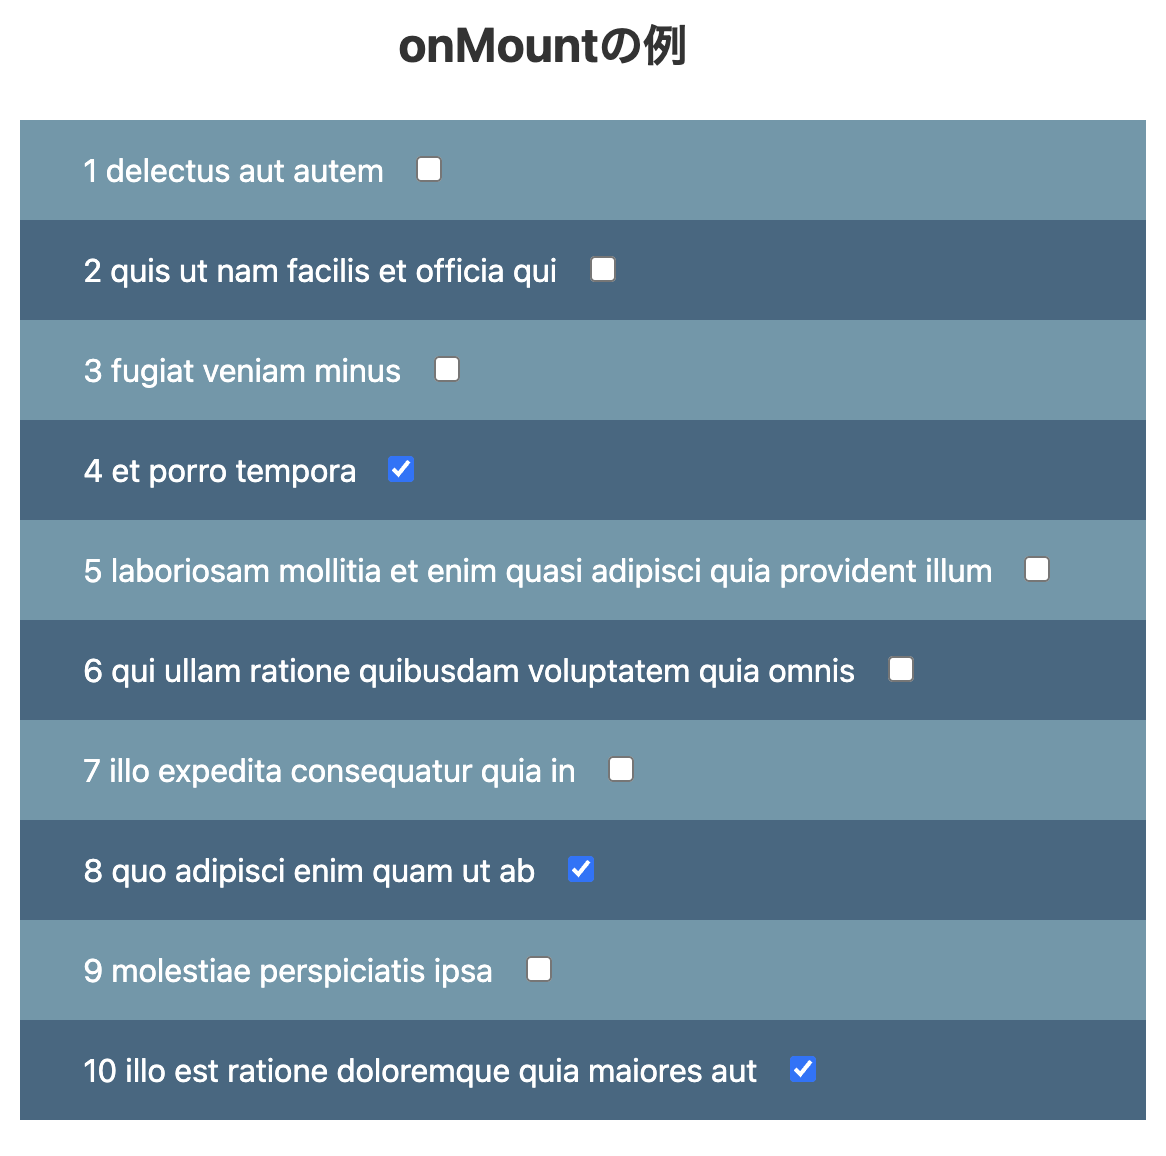 onMountの例
1 delectus aut autem
2 quis ut nam facilis et officia qui
3 fugiat veniam minus
4 et porro tempora
5 laboriosam mollitia et enim quasi adipisci quia provident illum
6 qui ullam ratione quibusdam voluptatem quia omnis
7 illo expedita consequatur quia in
8 quo adipisci enim quam ut ab
9 molestiae perspiciatis ipsa
10 illo est ratione doloremque quia maiores aut